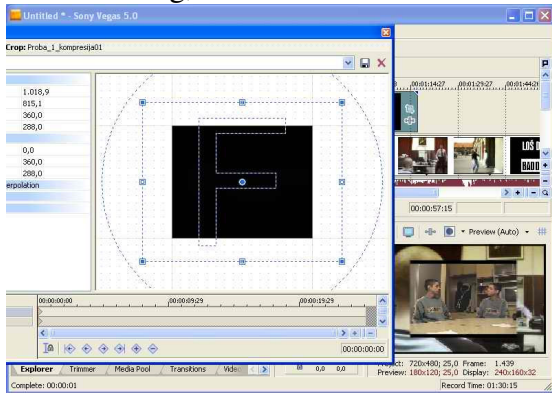 Untitled * - Sony Vegas 5.0
Crop: Proba_1_kompresija01
1.018,9
815,1
360,0
288,0
0,0
360,0
288,0
erpolation
00:00:00:00
00:00:09:29
00:00:19:29
00:00:00:00
00:01:14:27
00:01:29:27
00:01:44:2
LOŠ D
00:00:57:15
Preview (Auto)
Explorer
Trimmer
Media Pool
Transitions
Vide
0,0
0,0
ct: 720x480; 25,0 Frame: 1.439
Preview: 180x120; 25,0 Display: 240x160x32
Complete: 00:00:01
Record Time: 01:30:15